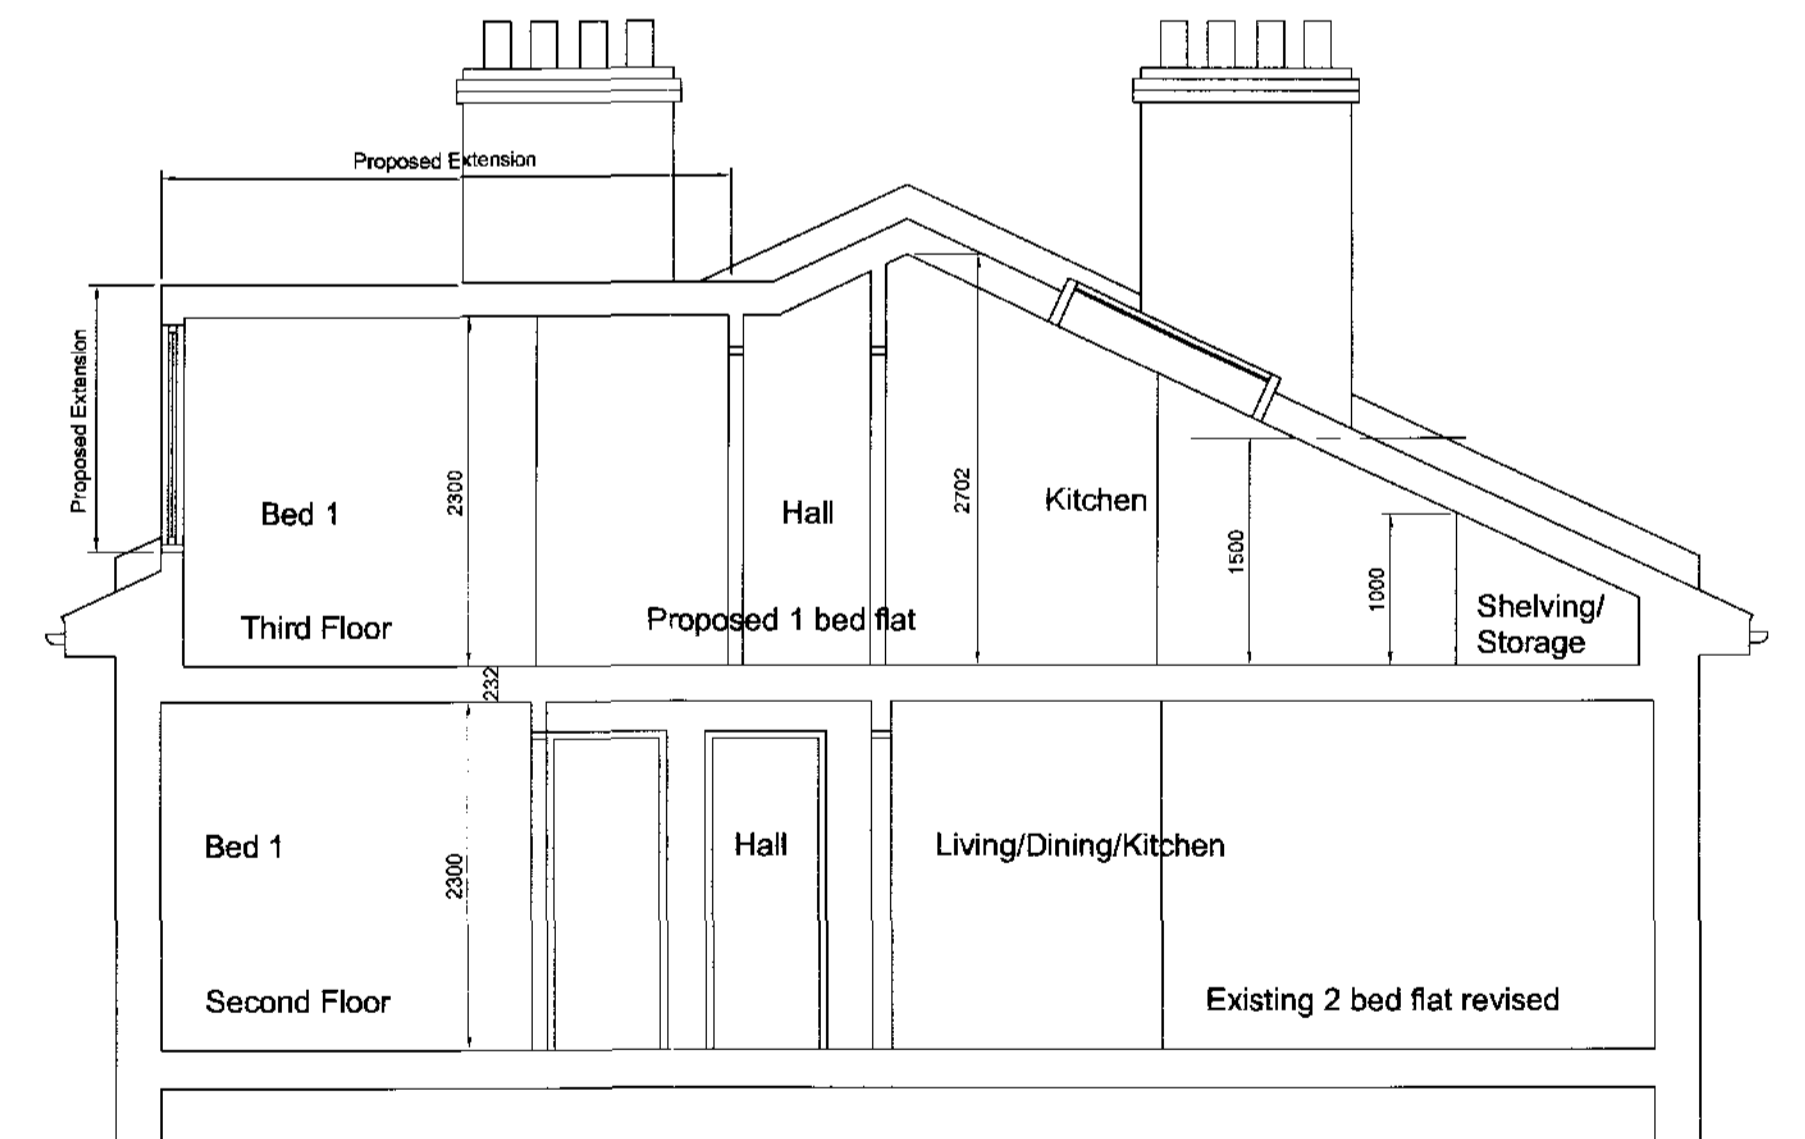 Proposed Extension
Proposed Extension
2300
2702
1500
1000
Bed 1
Hall
Kitchen
Third Floor
Proposed 1 bed flat
Shelving/
Storage
232
2300
Bed 1
Hall
Living/Dining/Kitchen
Second Floor
Existing 2 bed flat revised